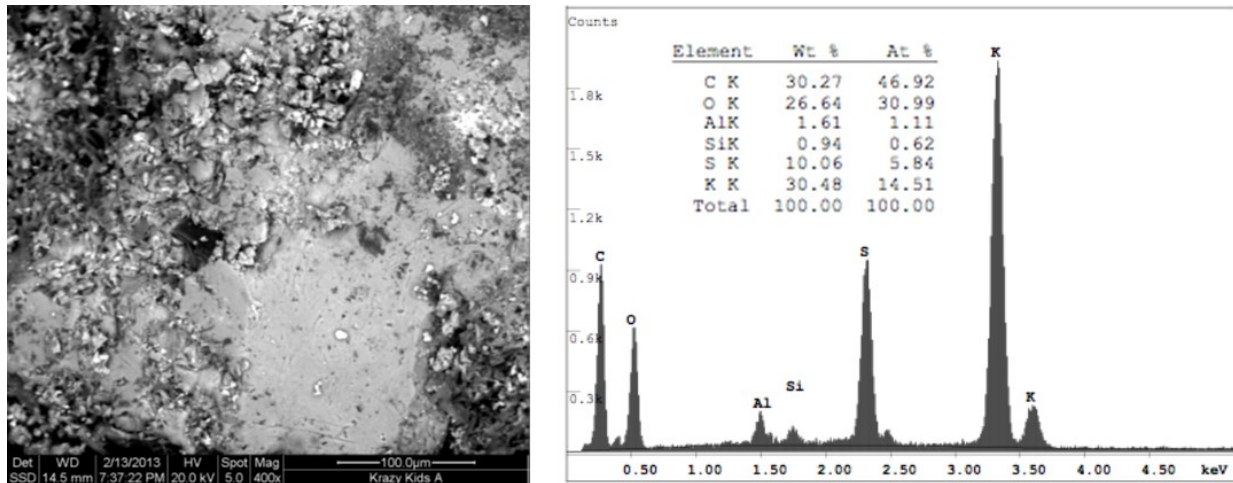 Det WD 2/13/2013 HV Spot Mag 100.0µm
SSD 14.5 mm 7:37:22 PM 20.0 kV 5.0 400x Krazy Kids A
Counts
Element Wt % At %
C K 30.27 46.92
O K 26.64 30.99
AlK 1.61 1.11
SiK 0.94 0.62
S K 10.06 5.84
K K 30.48 14.51
Total 100.00 100.00
K
1.8k
1.5k
1.2k
0.9k
0.6k
0.3k
C
O
Al
Si
S
K
0.50 1.00 1.50 2.00 2.50 3.00 3.50 4.00 4.50 keV